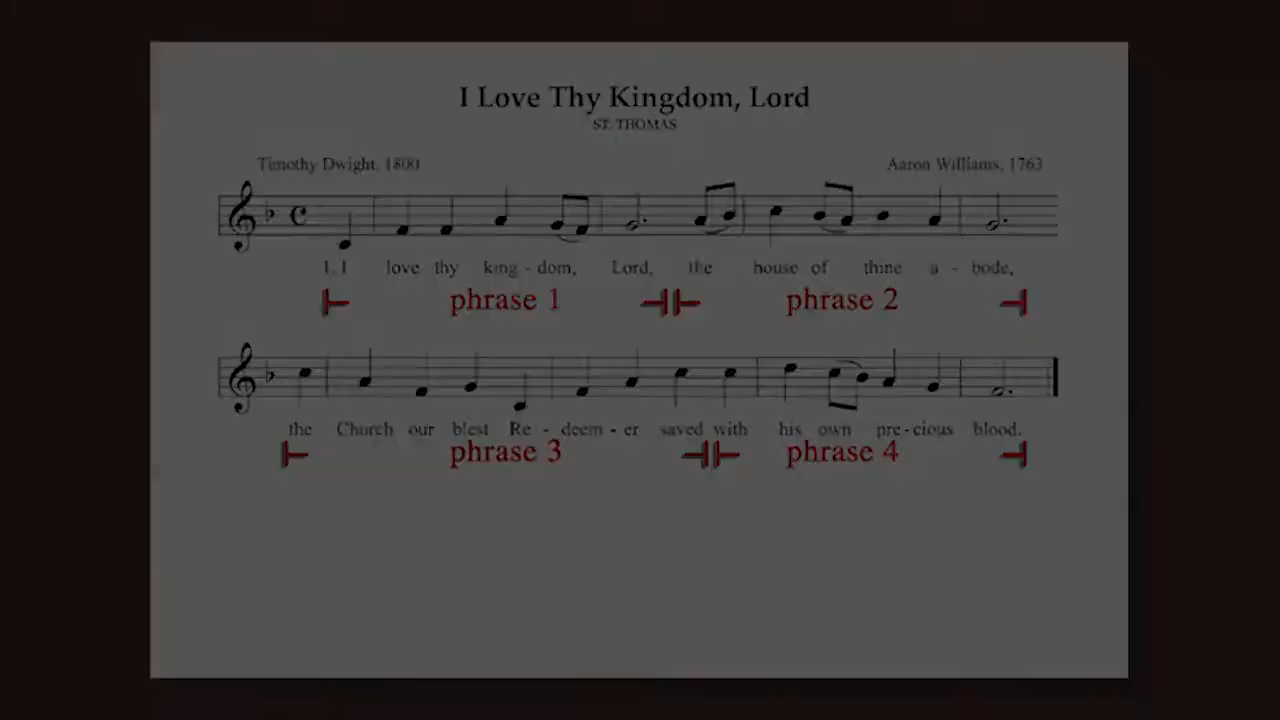 I Love Thy Kingdom, Lord
ST. THOMAS
Timothy Dwight, 1800 Aaron Williams, 1763
1. I love thy king - dom, Lord, the house of thine a - bode,
phrase 1 phrase 2
the Church our blest Re - deem - er saved with his own pre - cious blood.
phrase 3 phrase 4